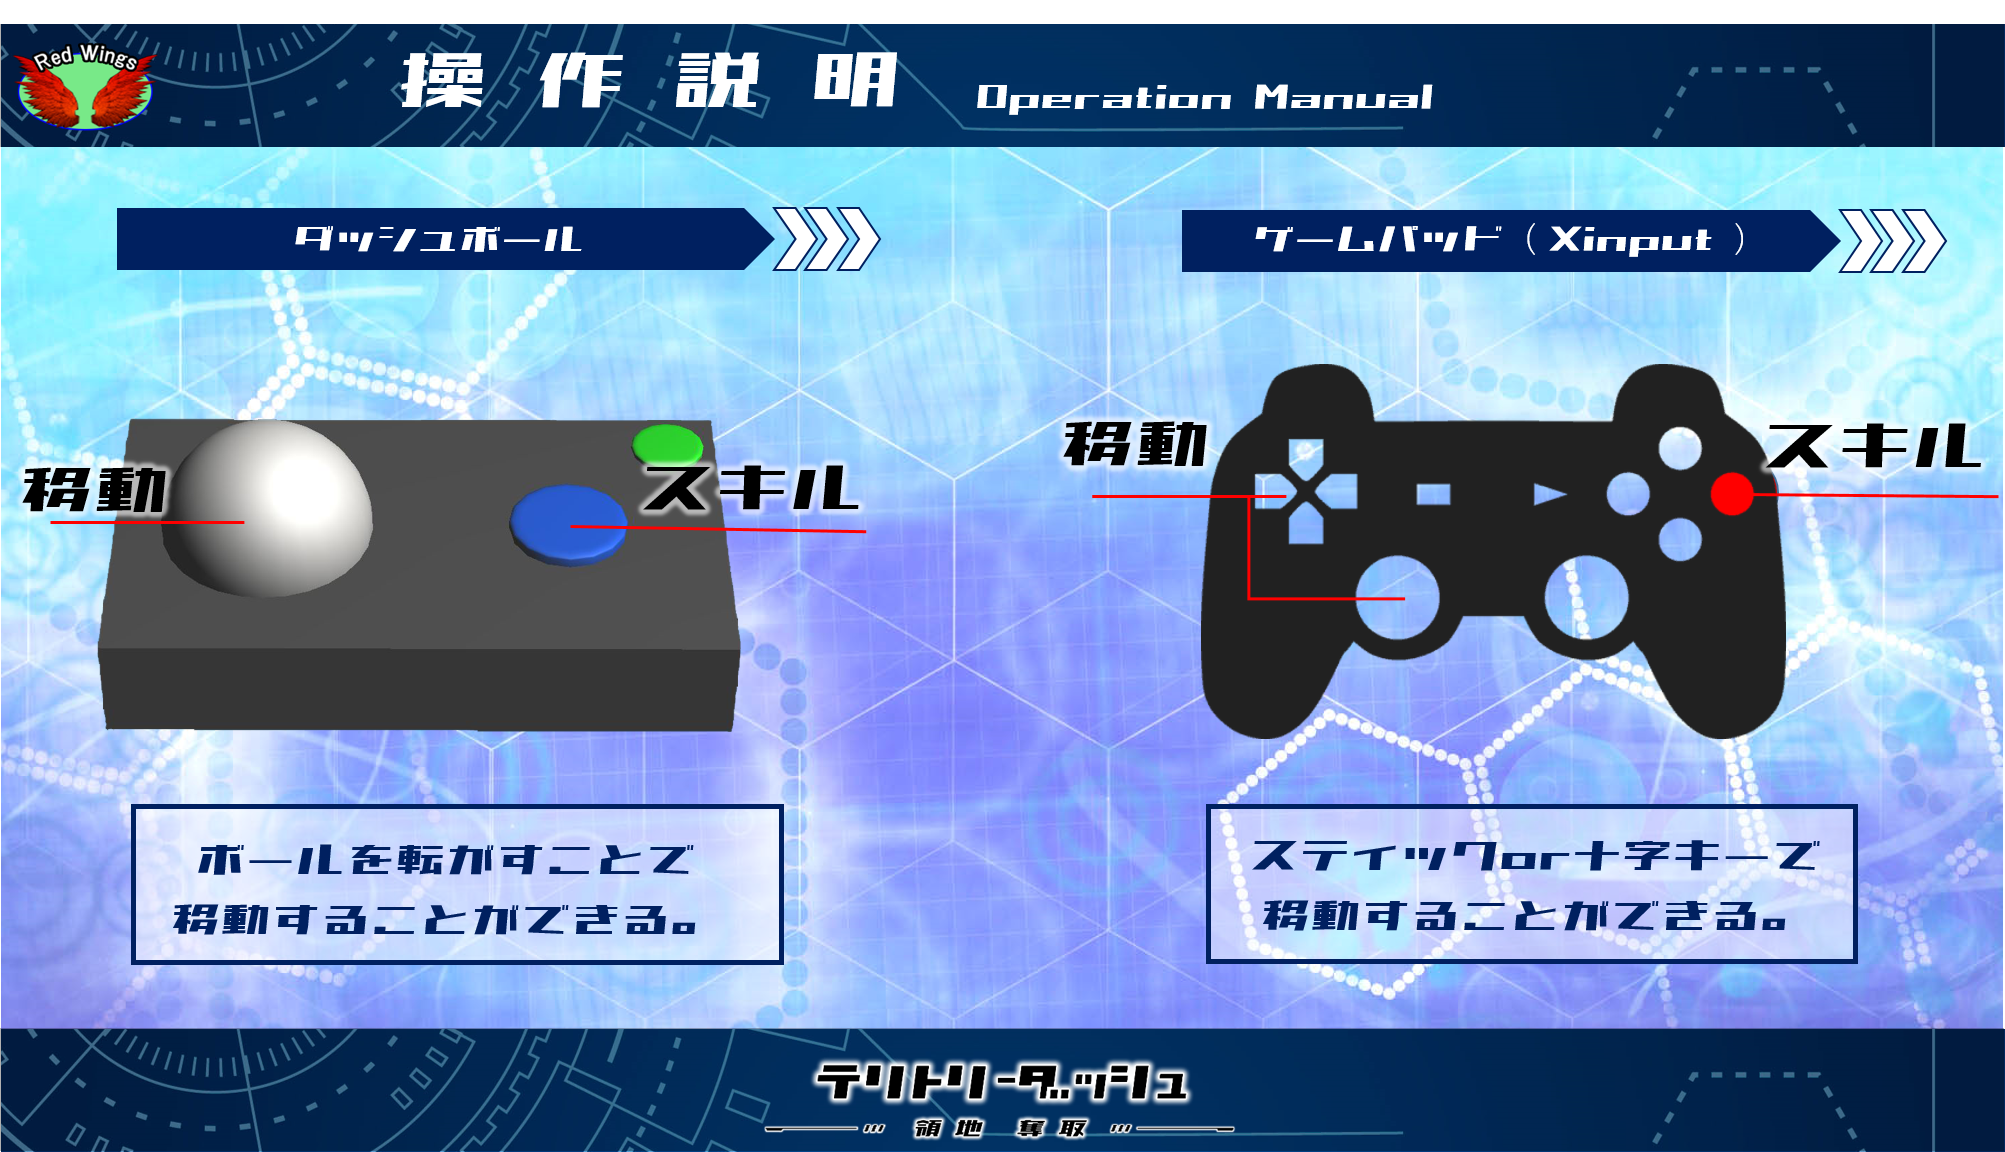 Red Wings
操作説明 Operation Manual
ダッシュボール
ゲームパッド（Xinput）
移動
スキル
移動
スキル
ボールを転がすことで
移動することができる。
スティックor十字キーで
移動することができる。
テリトリーダッシュ
領地 奪取